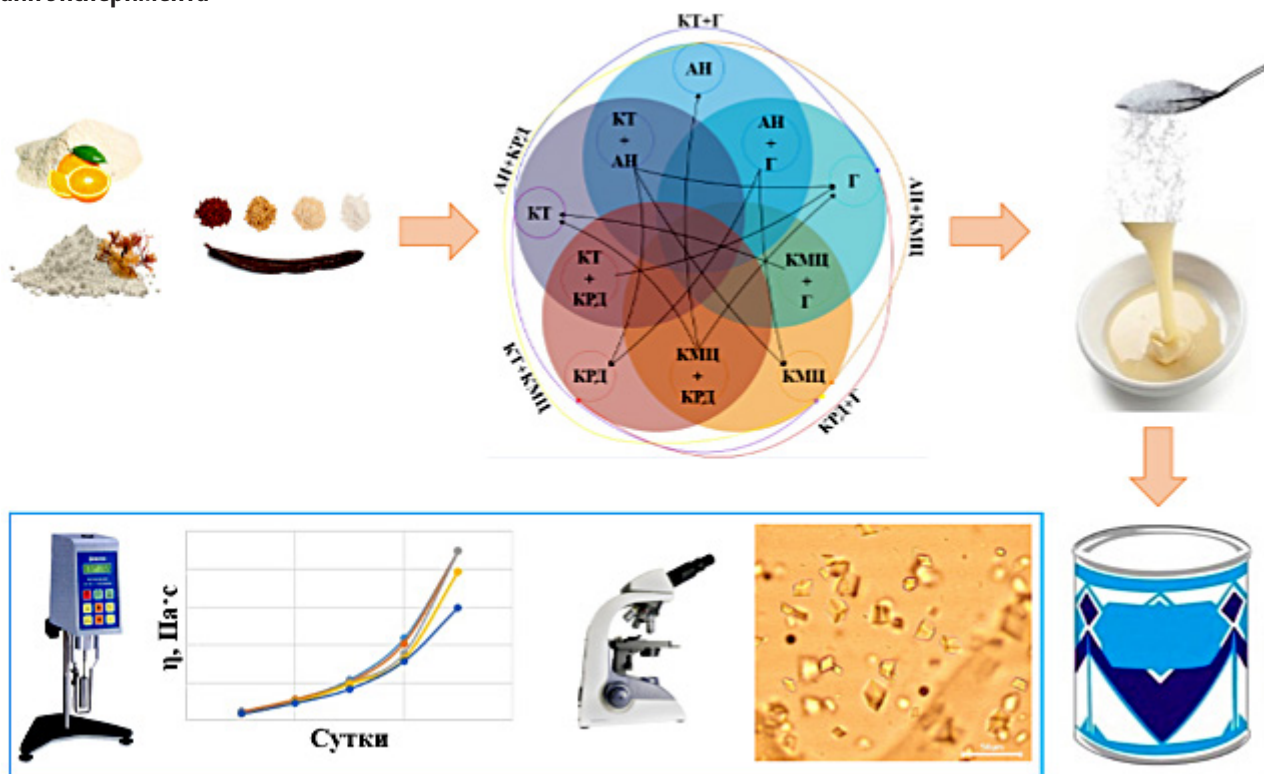 КТ+Г
АН
КТ
+
АН
АН
+
Г
АН+КРД
Г
АН+КМЦ
КТ
КТ
+
КРД
КМЦ
+
Г
КТ+КМЦ
КРД
КМЦ
+
КРД
КМЦ
КРД+Г
η, Па·с
Сутки